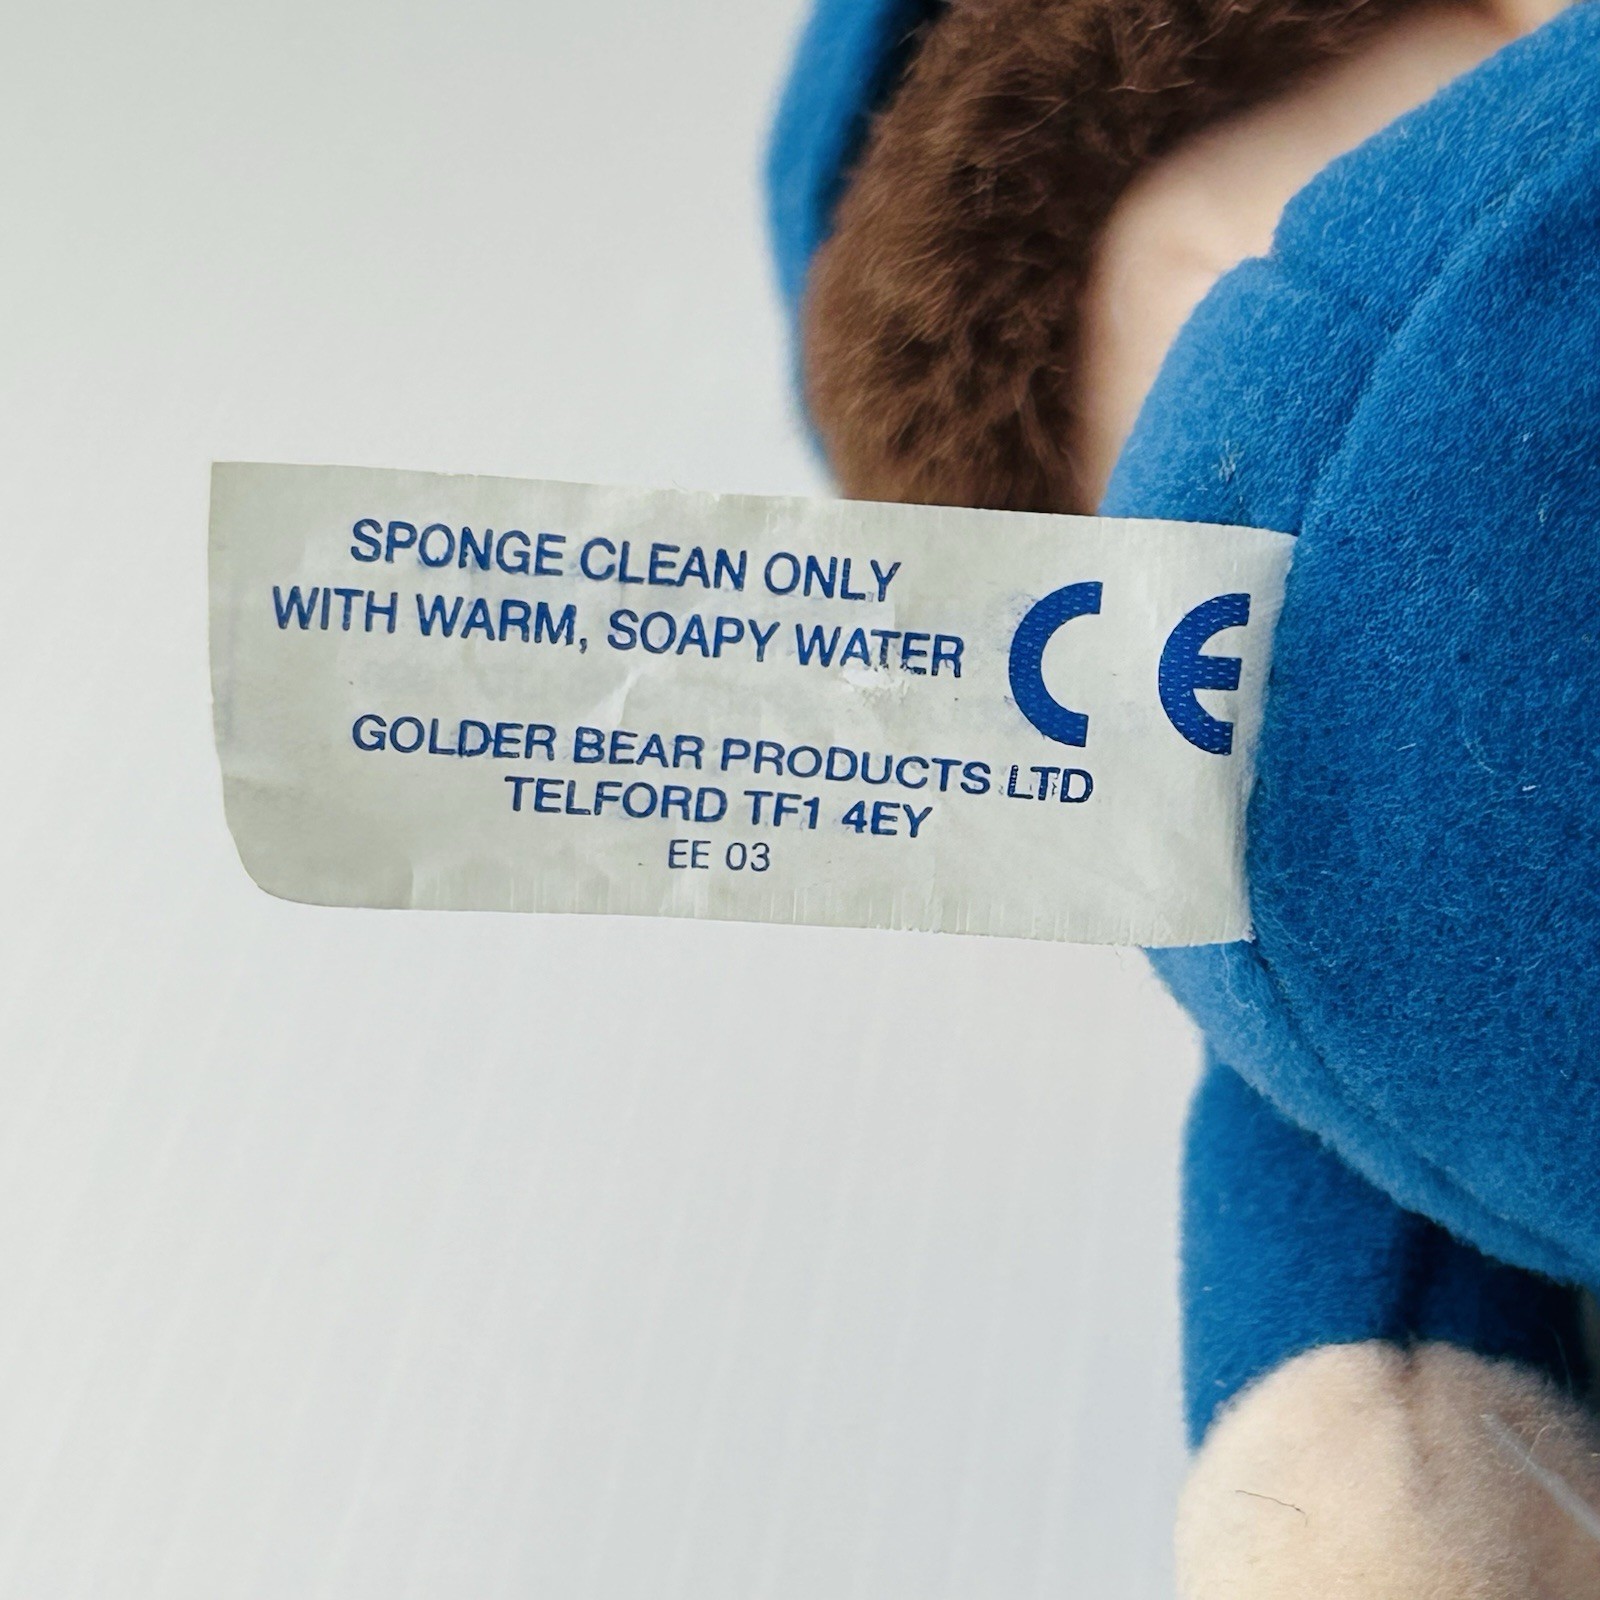 SPONGE CLEAN ONLY
WITH WARM, SOAPY WATER
CE
GOLDER BEAR PRODUCTS LTD
TELFORD TF1 4EY
EE 03